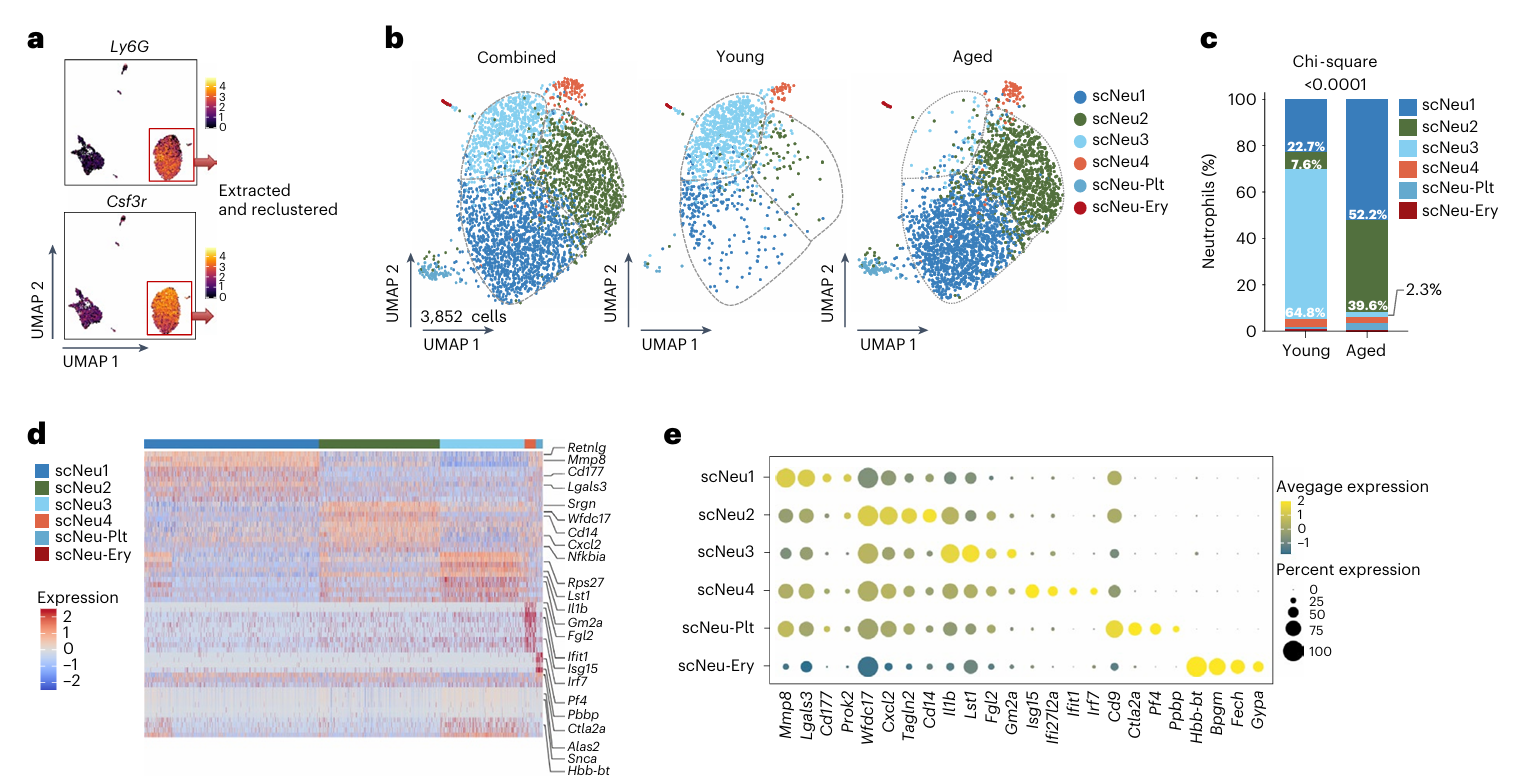 a
Ly6G
4
3
2
1
0
Extracted
and reclustered
Csf3r
4
3
2
1
0
UMAP 2
UMAP 1
b
Combined
Young
Aged
scNeu1
scNeu2
scNeu3
scNeu4
scNeu-Plt
scNeu-Ery
3,852 cells
UMAP 2
UMAP 1
UMAP 2
UMAP 1
UMAP 2
UMAP 1
c
Chi-square
<0.0001
Neutrophils (%)
100
80
60
40
20
0
22.7%
7.6%
64.8%
52.2%
39.6%
2.3%
Young
Aged
scNeu1
scNeu2
scNeu3
scNeu4
scNeu-Plt
scNeu-Ery
d
scNeu1
scNeu2
scNeu3
scNeu4
scNeu-Plt
scNeu-Ery
Expression
2
1
0
−1
−2
Retnlg
Mmp8
Cd177
Lgals3
Srgn
Wfdc17
Cd14
Cxcl2
Nfkbia
Rps27
Lst1
Il1b
Gm2a
Fgl2
Ifit1
Isg15
Irf7
Pf4
Pbbp
Ctla2a
Alas2
Snca
Hbb-bt
e
scNeu1
scNeu2
scNeu3
scNeu4
scNeu-Plt
scNeu-Ery
Mmp8
Lgals3
Cd177
Prok2
Wfdc17
Cxcl2
Tagln2
Cd14
Il1b
Lst1
Fgl2
Gm2a
Isg15
Ifi27l2a
Ifit1
Irf7
Cd9
Ctla2a
Pf4
Ppbp
Hbb-bt
Bpgm
Fech
Gypa
Avegage expression
2
1
0
−1
Percent expression
0
25
50
75
100